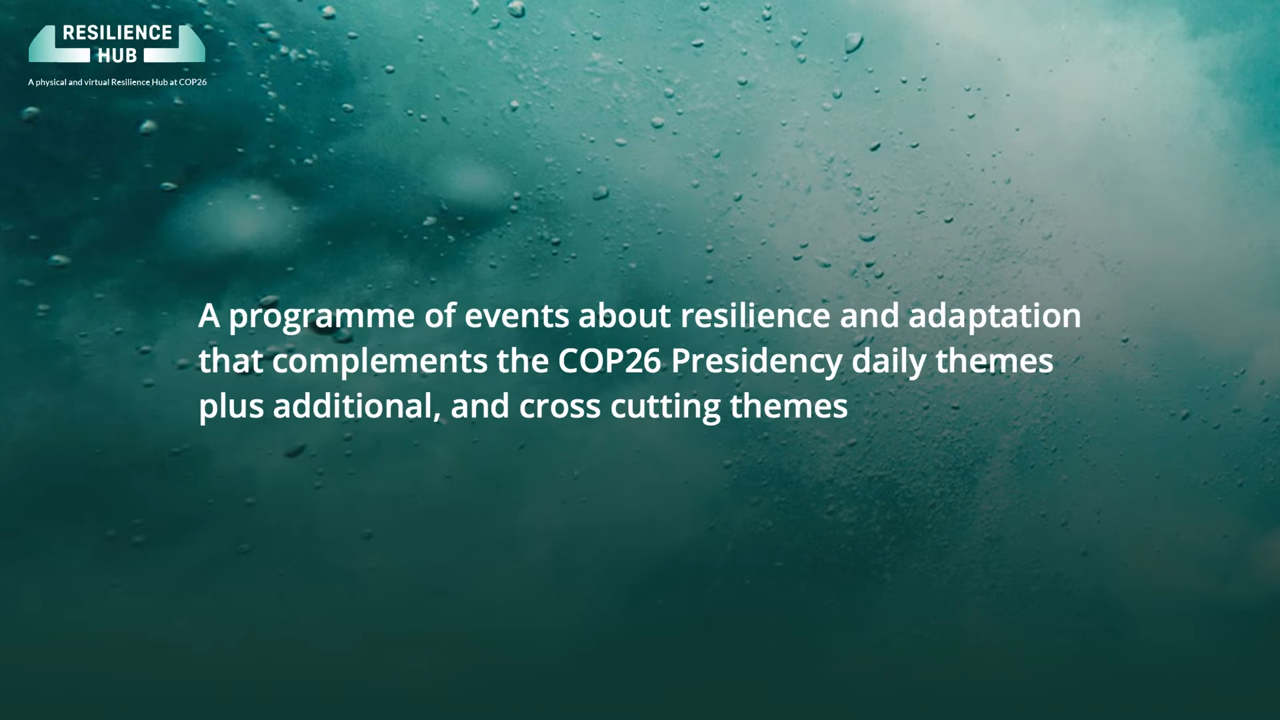 RESILIENCE
HUB
A physical and virtual Resilience Hub at COP26
A programme of events about resilience and adaptation
that complements the COP26 Presidency daily themes
plus additional, and cross cutting themes